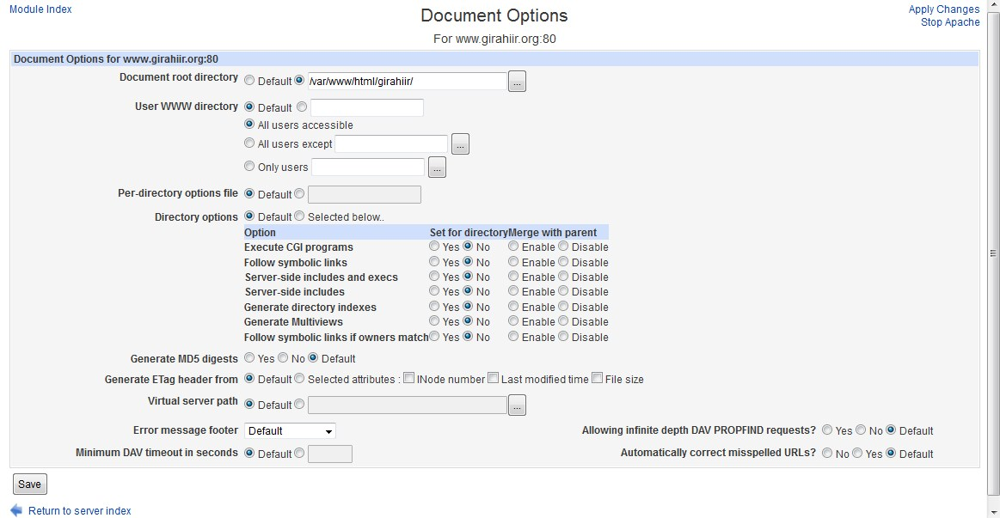 Module Index
Document Options
Apply Changes
Stop Apache
For www.girahiir.org:80
Document Options for www.girahiir.org:80
Document root directory Default /var/www/html/girahiir/ ...
User WWW directory Default
All users accessible
All users except ...
Only users ...
Per-directory options file Default
Directory options Default Selected below..
Option Set for directory Merge with parent
Execute CGI programs Yes No Enable Disable
Follow symbolic links Yes No Enable Disable
Server-side includes and execs Yes No Enable Disable
Server-side includes Yes No Enable Disable
Generate directory indexes Yes No Enable Disable
Generate Multiviews Yes No Enable Disable
Follow symbolic links if owners match Yes No Enable Disable
Generate MD5 digests Yes No Default
Generate ETag header from Default Selected attributes : INode number Last modified time File size
Virtual server path Default ...
Error message footer Default Allowing infinite depth DAV PROPFIND requests? Yes No Default
Minimum DAV timeout in seconds Default Automatically correct misspelled URLs? No Yes Default
Save
Return to server index